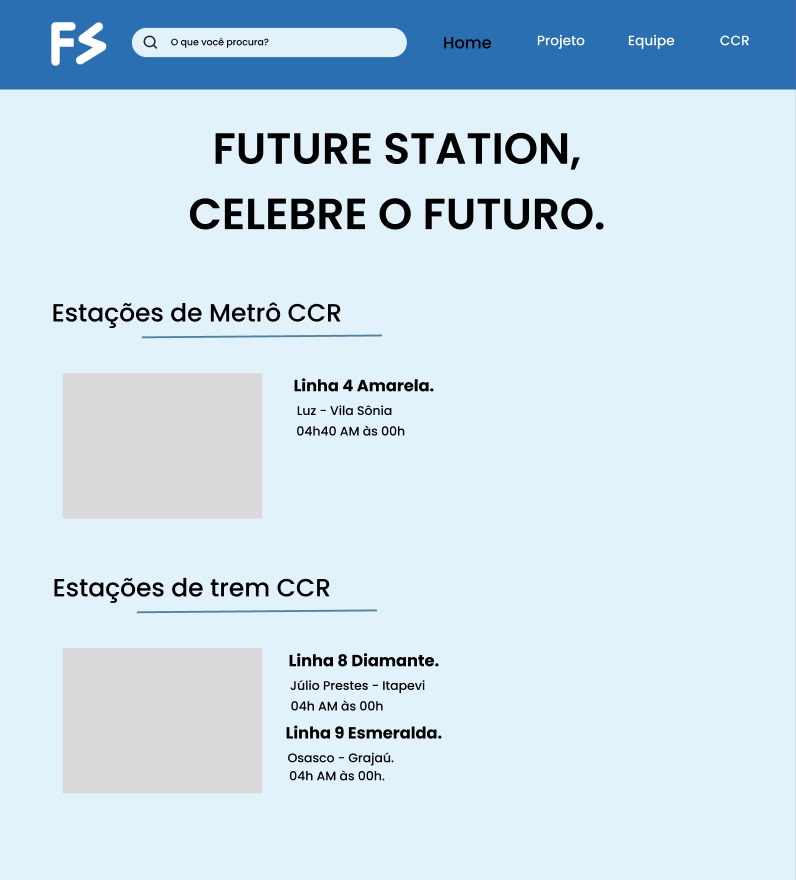 FS
O que você procura?
Home
Projeto
Equipe
CCR
FUTURE STATION,
CELEBRE O FUTURO.
Estações de Metrô CCR
Linha 4 Amarela.
Luz - Vila Sônia
04h40 AM às 00h
Estações de trem CCR
Linha 8 Diamante.
Júlio Prestes - Itapevi
04h AM às 00h
Linha 9 Esmeralda.
Osasco - Grajaú.
04h AM às 00h.